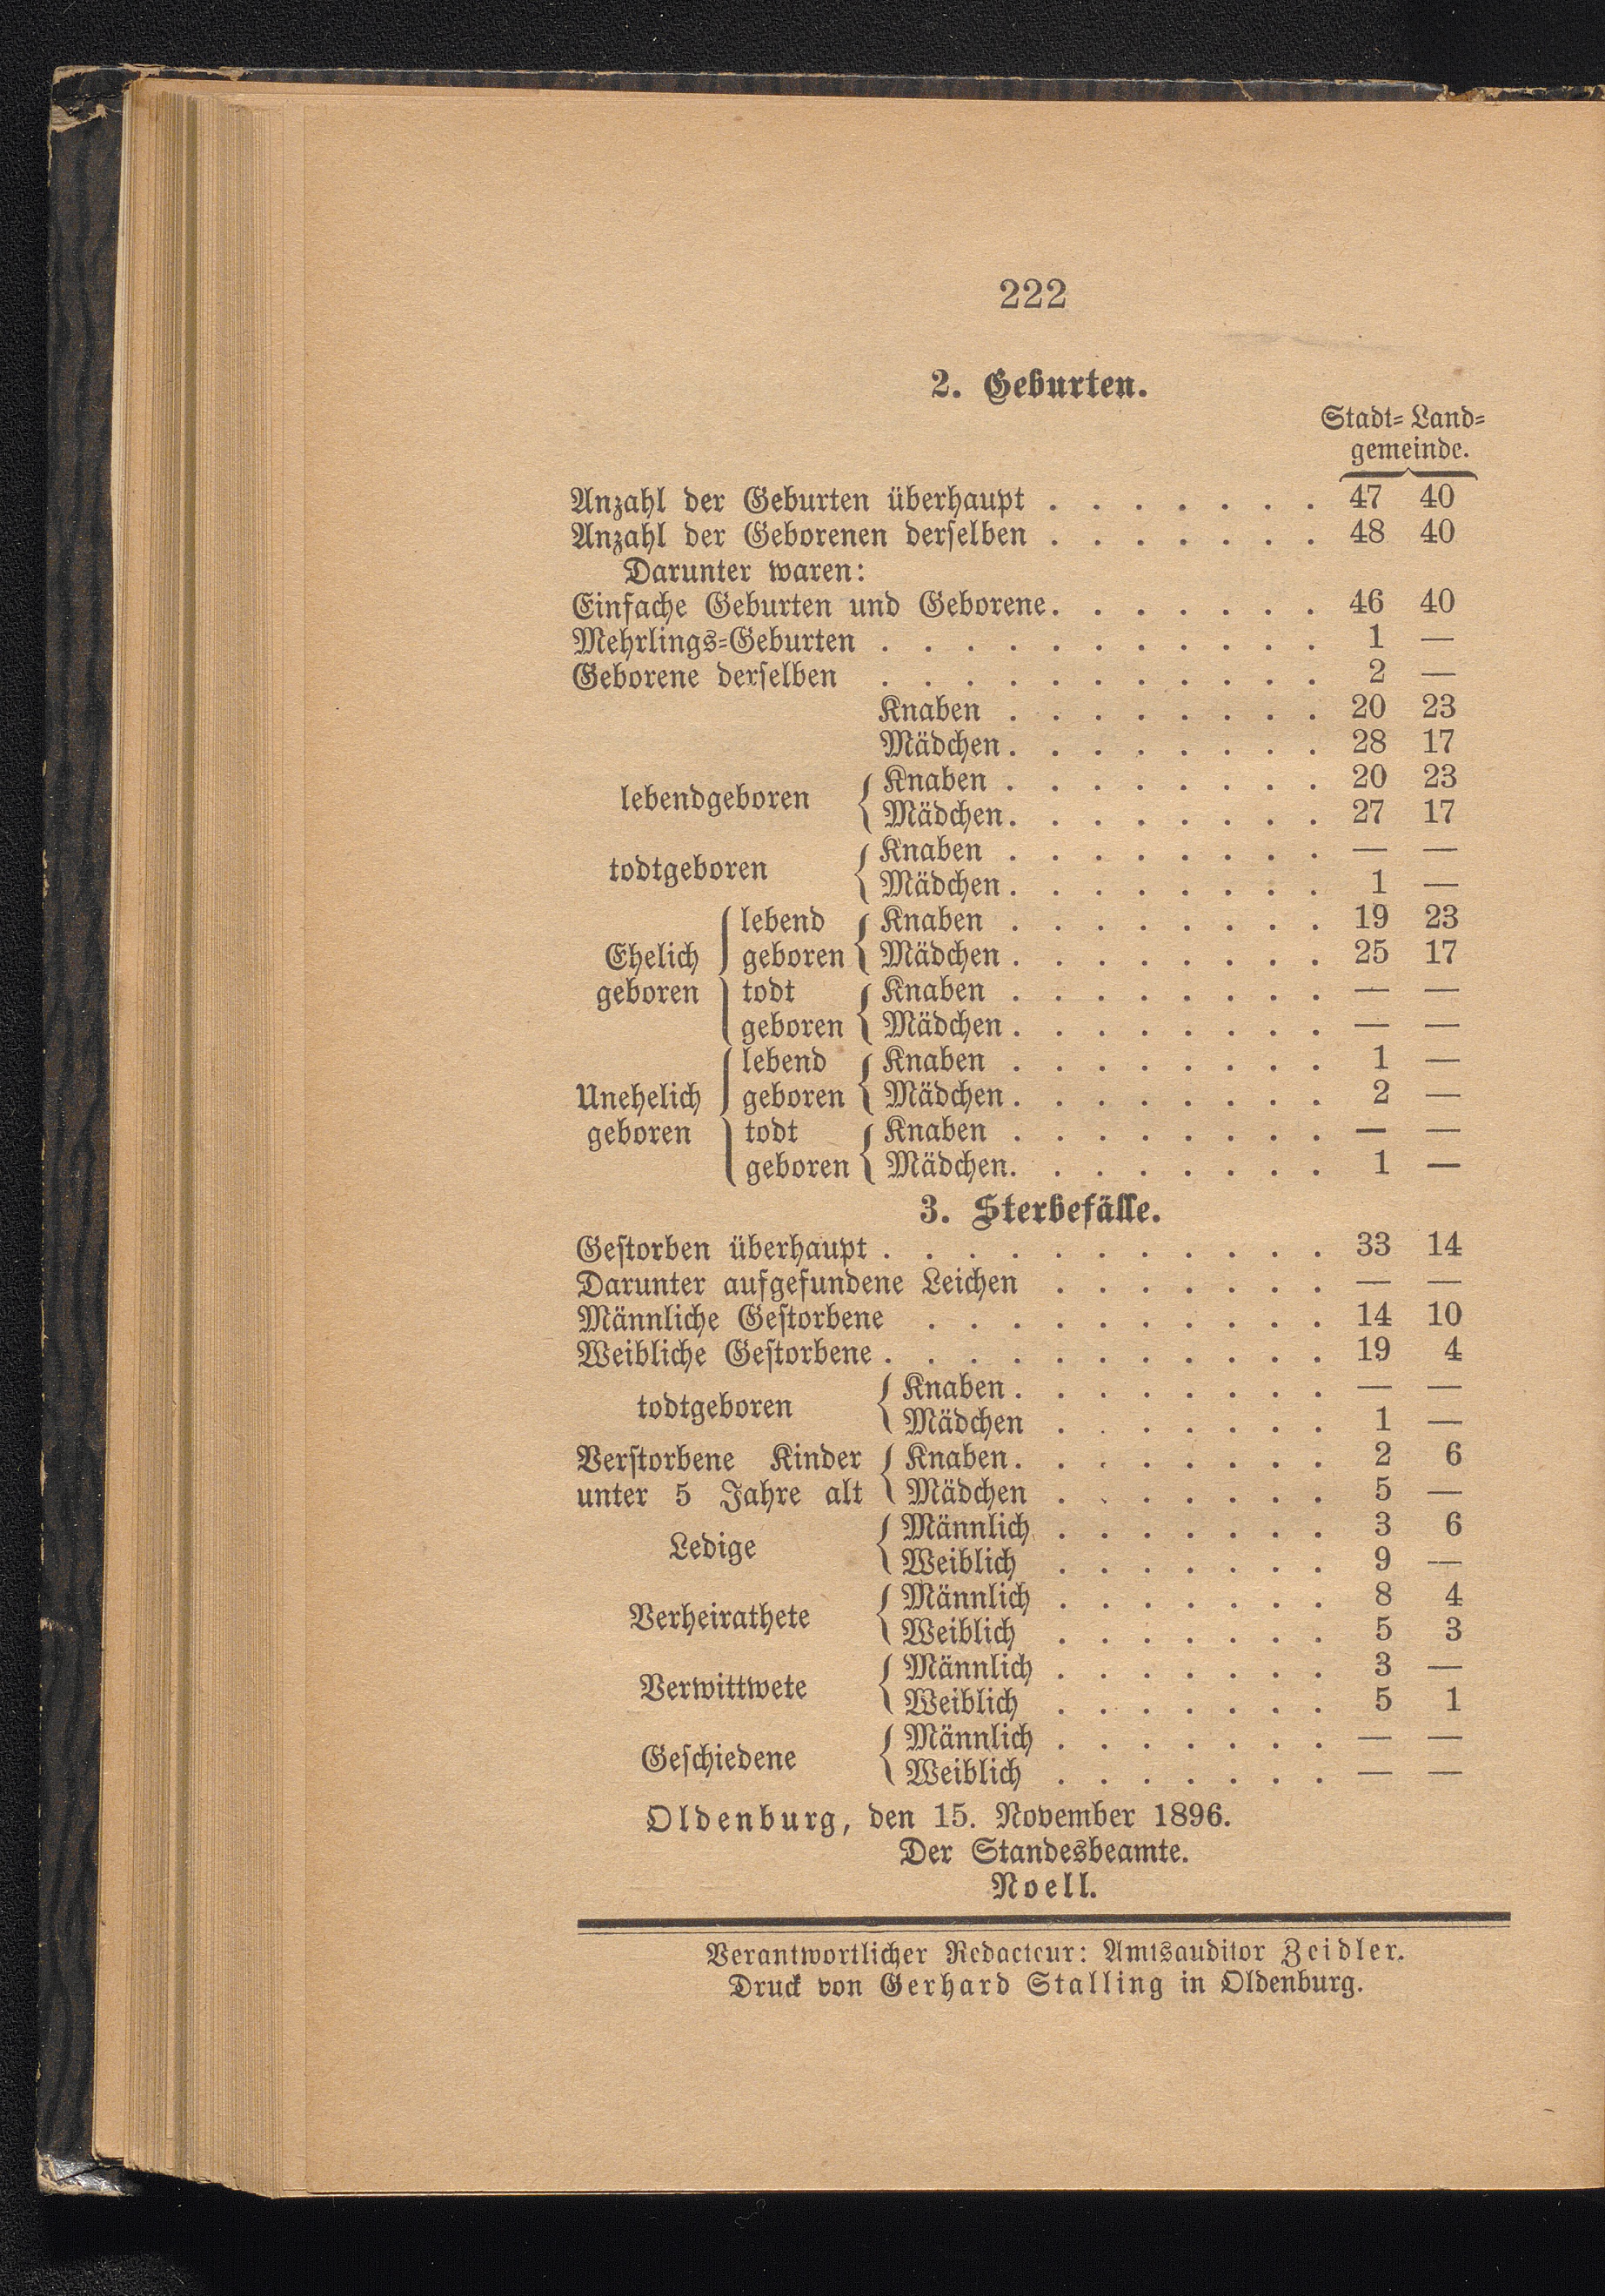 222
2. Geburten.
Stadt= Land=
gemeinde.
Anzahl der Geburten überhaupt . . . . . . . 47 40
Anzahl der Geborenen derselben . . . . . . . 48 40
Darunter waren:
Einfache Geburten und Geborene. . . . . . . 46 40
Mehrlings=Geburten . . . . . . . . . . . 1 —
Geborene derselben . . . . . . . . . . . 2 —
Knaben . . . . . . . . 20 23
Mädchen. . . . . . . . 28 17
Knaben . . . . . . . . 20 23
lebendgeboren
Mädchen. . . . . . . . 27 17
Knaben . . . . . . . . — —
todtgeboren
Mädchen. . . . . . . . 1 —
lebend Knaben . . . . . . . . 19 23
Ehelich geboren Mädchen . . . . . . . . 25 17
geboren todt Knaben . . . . . . . . — —
geboren Mädchen . . . . . . . . — —
lebend Knaben . . . . . . . . 1 —
Unehelich geboren Mädchen . . . . . . . . 2 —
geboren todt Knaben . . . . . . . . — —
geboren Mädchen. . . . . . . . 1 —
3. Sterbefälle.
Gestorben überhaupt . . . . . . . . . . . 33 14
Darunter aufgefundene Leichen . . . . . . . — —
Männliche Gestorbene . . . . . . . . . . 14 10
Weibliche Gestorbene . . . . . . . . . . . 19 4
Knaben . . . . . . . . — —
todtgeboren
Mädchen . . . . . . . 1 —
Verstorbene Kinder Knaben. . . . . . . . 2 6
unter 5 Jahre alt Mädchen . . . . . . . 5 —
Männlich . . . . . . . 3 6
Ledige
Weiblich . . . . . . . 9 —
Männlich . . . . . . . 8 4
Verheirathete
Weiblich . . . . . . . 5 3
Männlich . . . . . . . 3 —
Verwittwete
Weiblich . . . . . . . 5 1
Männlich . . . . . . . — —
Geschiedene
Weiblich . . . . . . . — —
Oldenburg, den 15. November 1896.
Der Standesbeamte.
Noell.
Verantwortlicher Redacteur: Amtsauditor Zeidler.
Druck von Gerhard Stalling in Oldenburg.